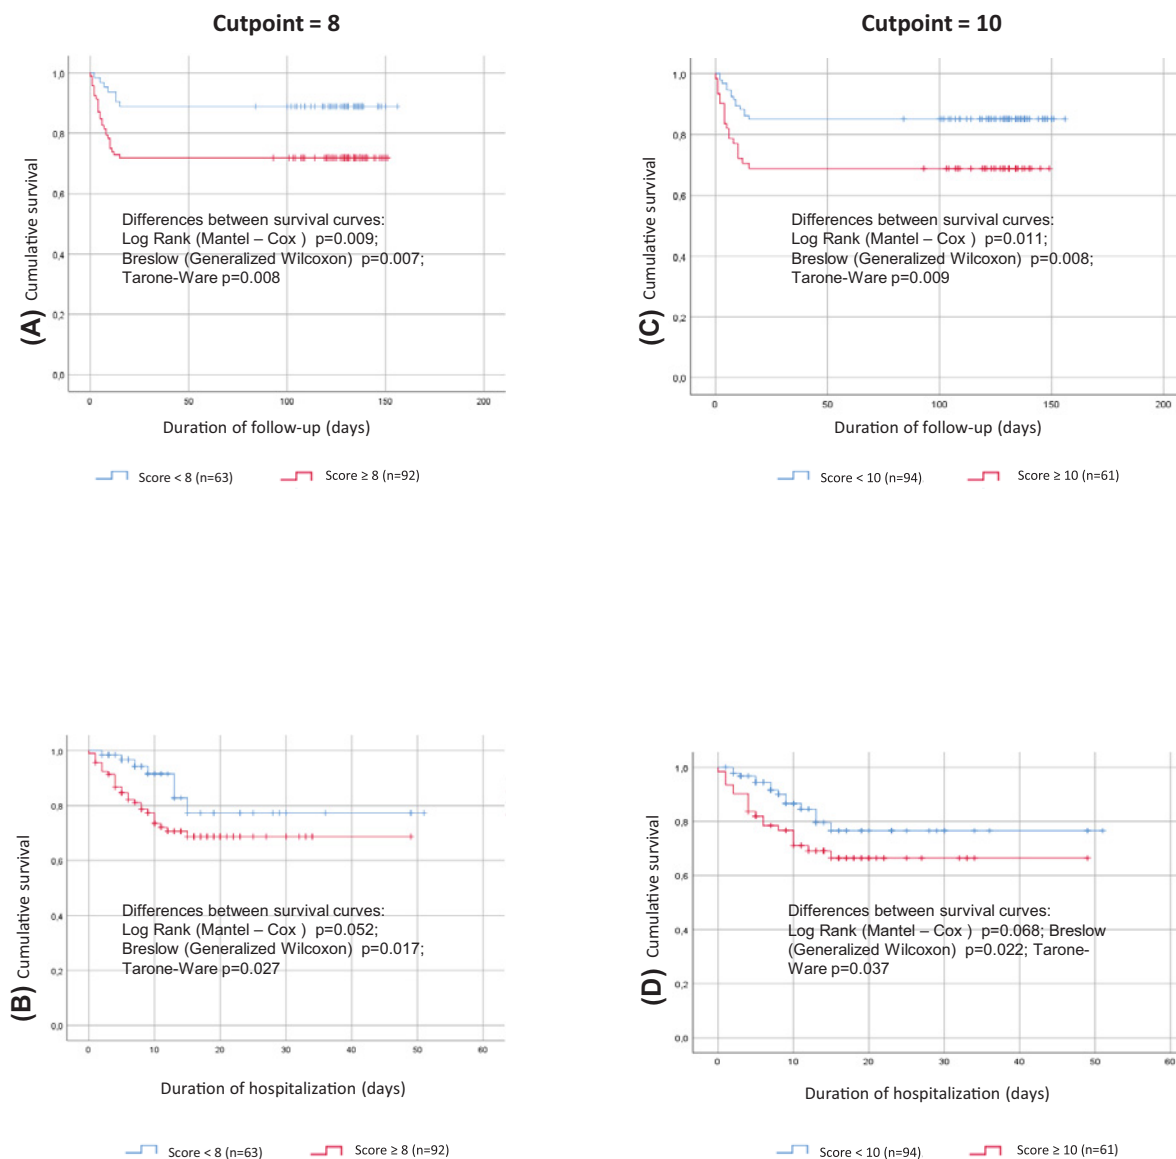 Cutpoint = 8
1,0
0,8
0,6
0,4
0,2
0,0
Cumulative survival
(A)
Differences between survival curves:
Log Rank (Mantel – Cox ) p=0.009;
Breslow (Generalized Wilcoxon) p=0.007;
Tarone-Ware p=0.008
0 50 100 150 200
Duration of follow-up (days)
Score < 8 (n=63) Score ≥ 8 (n=92)
Cutpoint = 10
1,0
0,8
0,6
0,4
0,2
0,0
Cumulative survival
(C)
Differences between survival curves:
Log Rank (Mantel – Cox ) p=0.011;
Breslow (Generalized Wilcoxon) p=0.008;
Tarone-Ware p=0.009
0 50 100 150 200
Duration of follow-up (days)
Score < 10 (n=94) Score ≥ 10 (n=61)
1,0
0,8
0,6
0,4
0,2
0,0
Cumulative survival
(B)
Differences between survival curves:
Log Rank (Mantel – Cox ) p=0.052;
Breslow (Generalized Wilcoxon) p=0.017;
Tarone-Ware p=0.027
0 10 20 30 40 50 60
Duration of hospitalization (days)
Score < 8 (n=63) Score ≥ 8 (n=92)
1,0
0,8
0,6
0,4
0,2
0,0
Cumulative survival
(D)
Differences between survival curves:
Log Rank (Mantel – Cox ) p=0.068; Breslow
(Generalized Wilcoxon) p=0.022; Tarone-
Ware p=0.037
0 10 20 30 40 50 60
Duration of hospitalization (days)
Score < 10 (n=94) Score ≥ 10 (n=61)